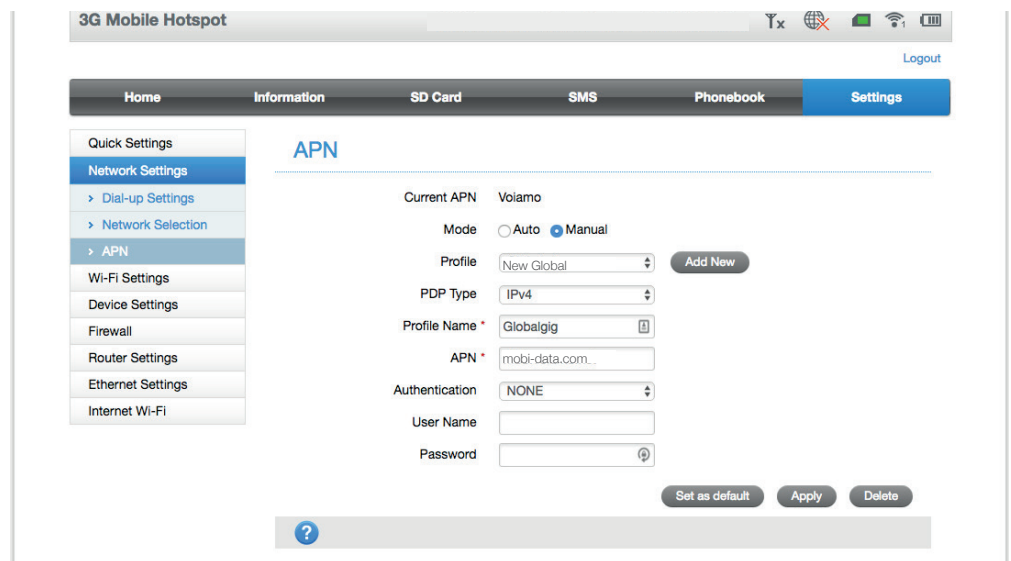 3G Mobile Hotspot
1
Logout
Home Information SD Card SMS Phonebook Settings
Quick Settings
Network Settings
> Dial-up Settings
> Network Selection
> APN
Wi-Fi Settings
Device Settings
Firewall
Router Settings
Ethernet Settings
Internet Wi-Fi
APN
Current APN Voiamo
Mode Auto Manual
Profile New Global Add New
PDP Type IPv4
Profile Name * Globalgig
APN * mobi-data.com
Authentication NONE
User Name
Password
Set as default Apply Delete
?